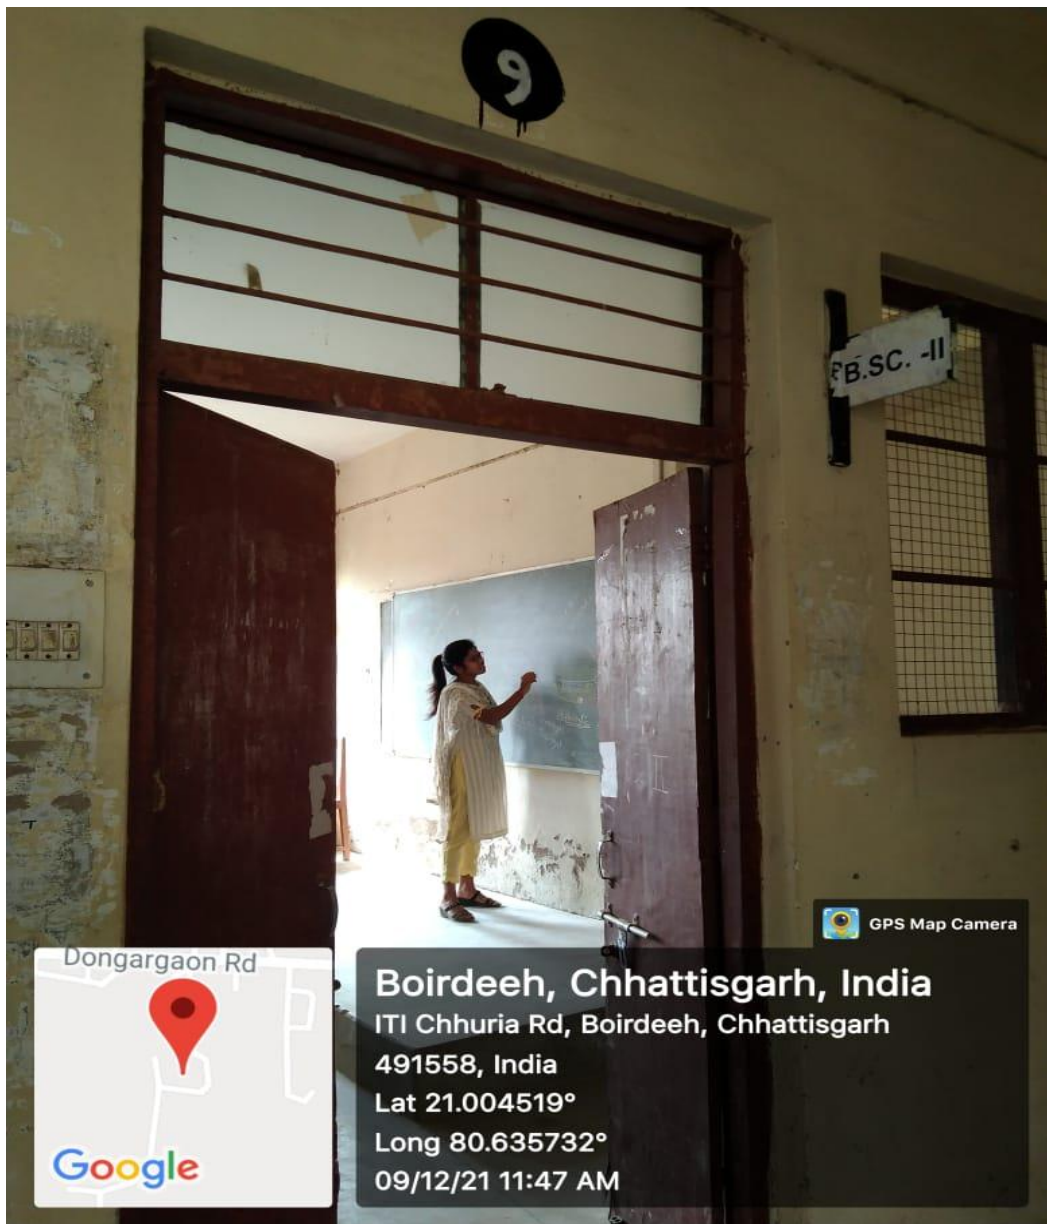 9
B.SC. -II
GPS Map Camera
Dongargaon Rd
Google
Boirdeeh, Chhattisgarh, India
ITI Chhuria Rd, Boirdeeh, Chhattisgarh
491558, India
Lat 21.004519°
Long 80.635732°
09/12/21 11:47 AM